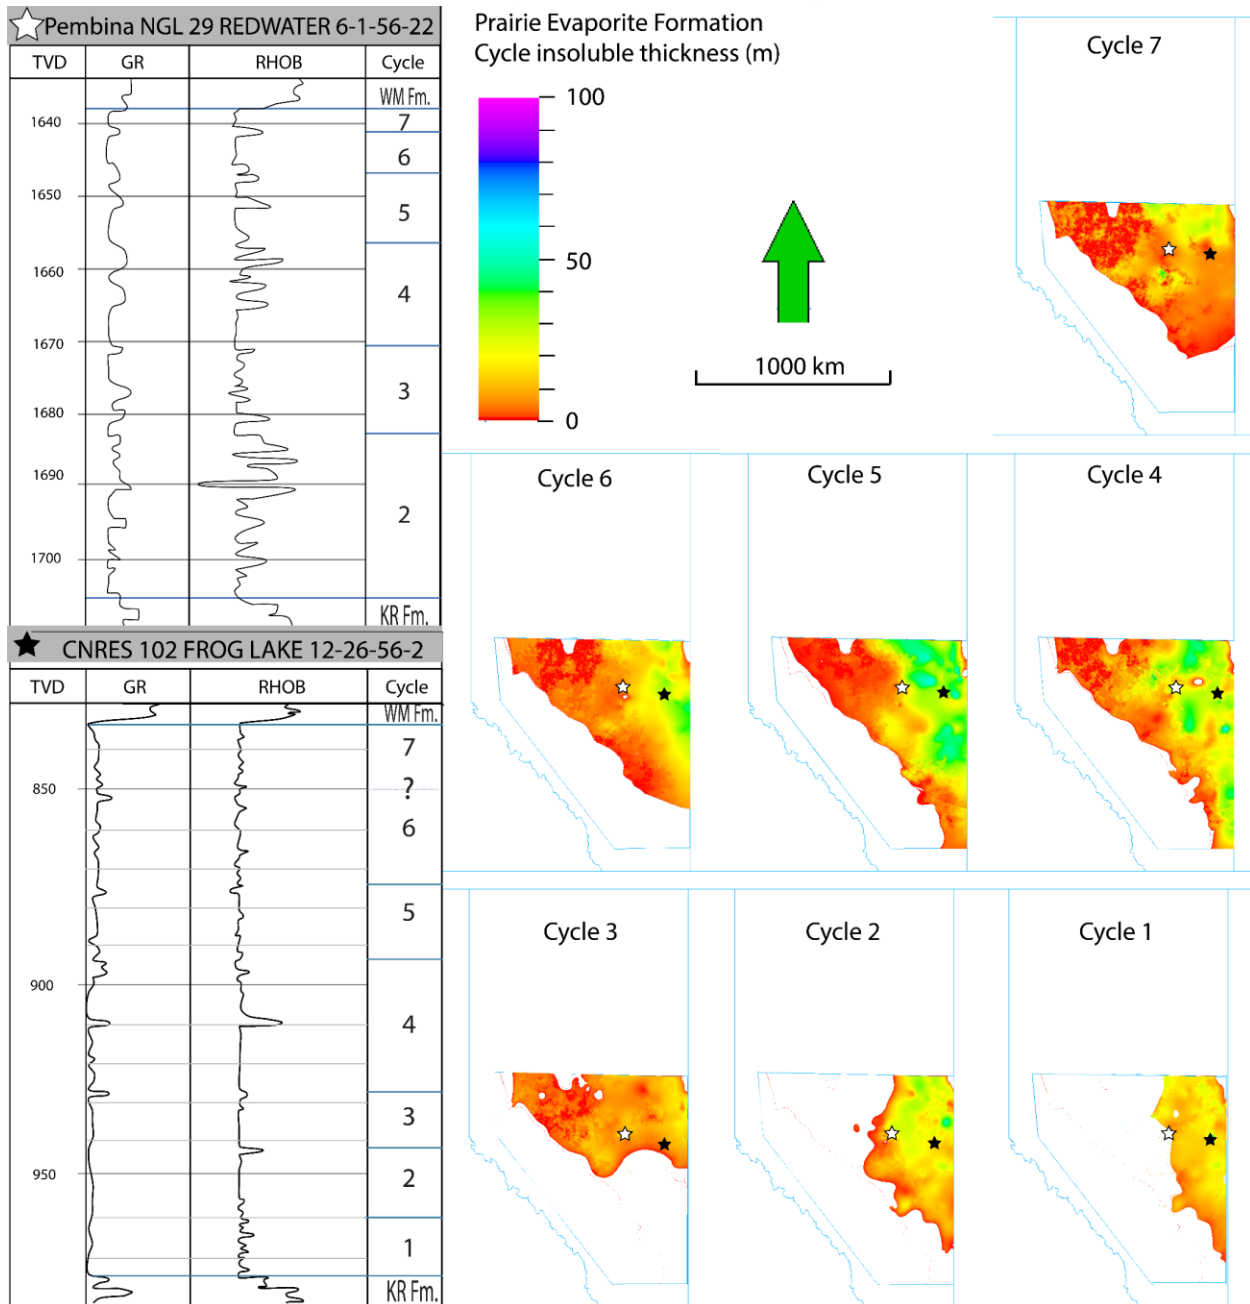 Pembina NGL 29 REDWATER 6-1-56-22
TVD GR RHOB Cycle
WM Fm.
1640
7
6
1650
5
1660
4
1670
3
1680
1690
2
1700
KR Fm.
CNRES 102 FROG LAKE 12-26-56-2
TVD GR RHOB Cycle
WM Fm.
7
850
?
6
5
900
4
3
950
2
1
KR Fm.
Prairie Evaporite Formation
Cycle insoluble thickness (m)
100
50
0
1000 km
Cycle 7
Cycle 6
Cycle 5
Cycle 4
Cycle 3
Cycle 2
Cycle 1